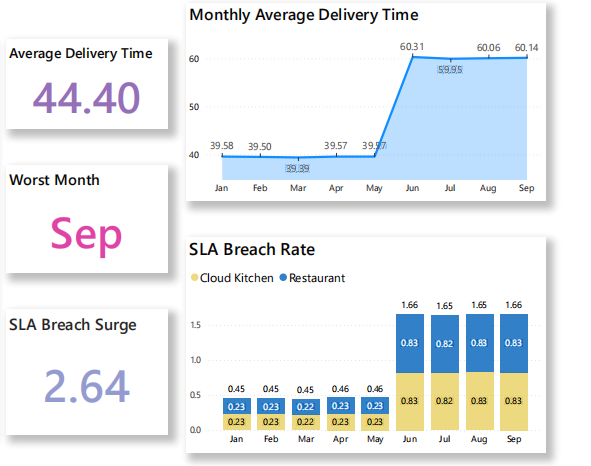 Average Delivery Time
44.40
Worst Month
Sep
SLA Breach Surge
2.64
Monthly Average Delivery Time
60
50
40
39.58 39.50 39.39 39.57 60.31 59.95 60.06 60.14
Jan Feb Mar Apr May Jun Jul Aug Sep
SLA Breach Rate
Cloud Kitchen Restaurant
1.5
1.0
0.5
0.0
0.45 0.45 0.45 0.46 0.46 1.66 1.65 1.65 1.66
0.23 0.23 0.22 0.23 0.23 0.83 0.82 0.83 0.83
0.23 0.23 0.22 0.23 0.23 0.83 0.82 0.83 0.83
Jan Feb Mar Apr May Jun Jul Aug Sep